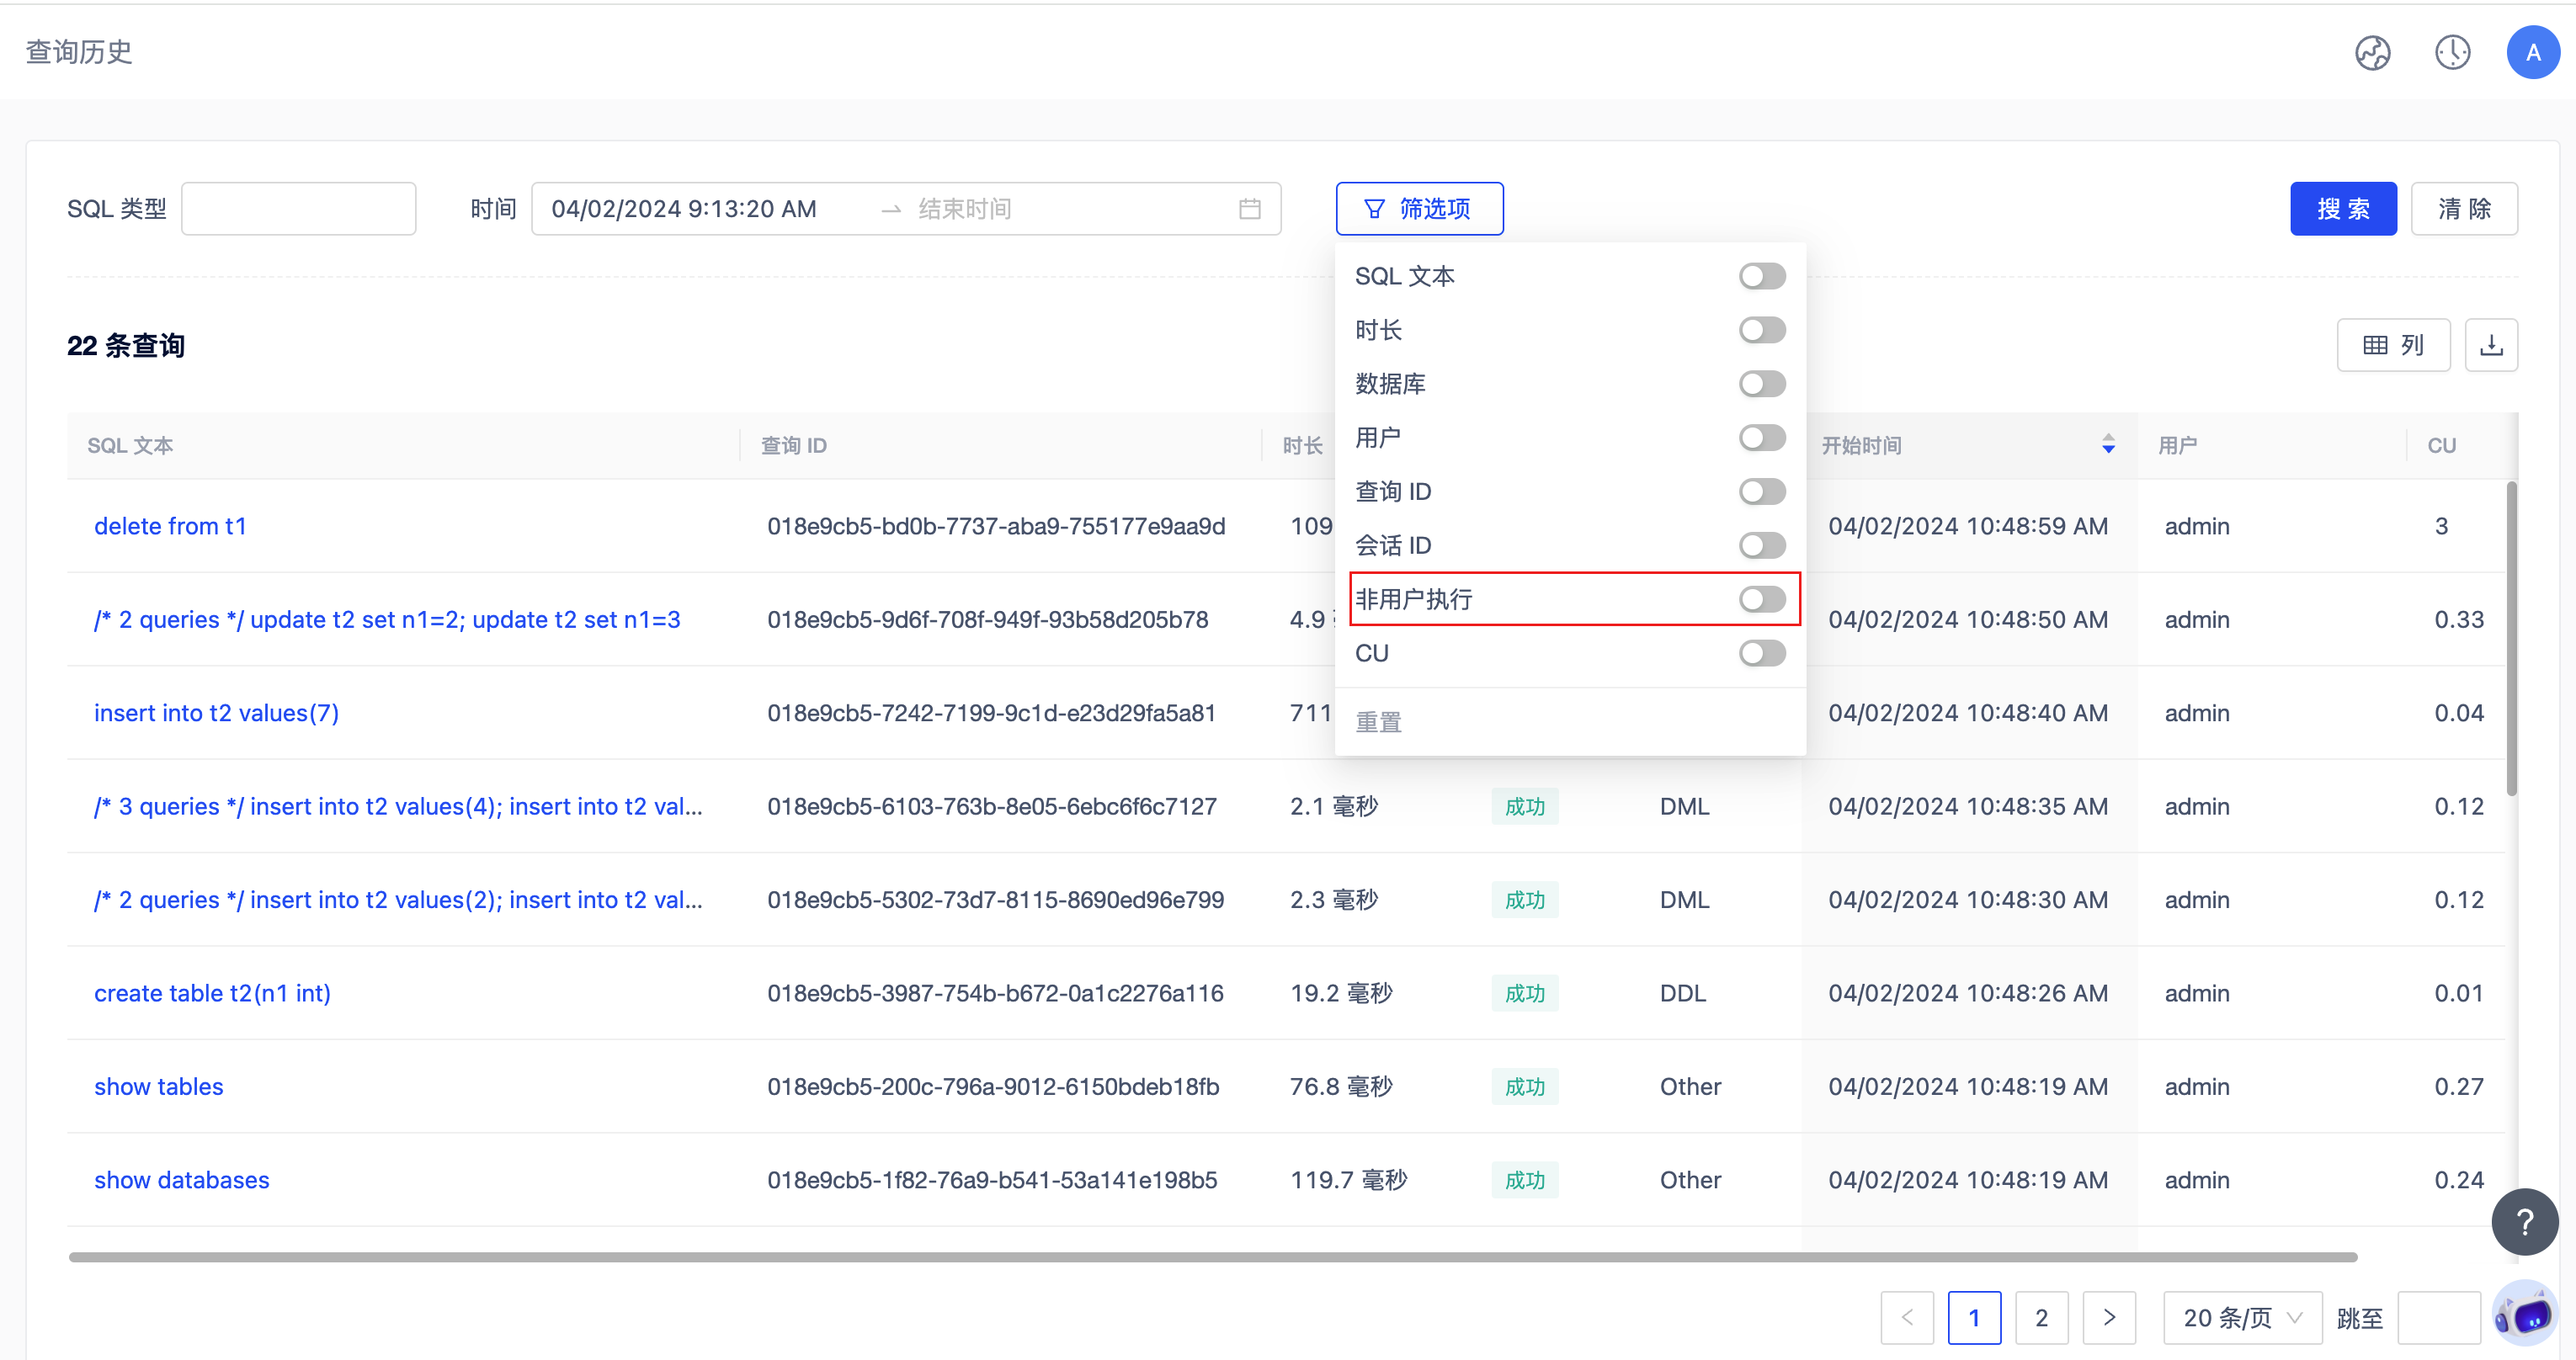 查询历史
A
SQL 类型
时间 04/02/2024 9:13:20 AM → 结束时间
筛选项
搜 索
清 除
SQL 文本
时长
数据库
用户
查询 ID
会话 ID
非用户执行
CU
重置
22 条查询
列
SQL 文本 查询 ID 时长 开始时间 用户 CU
delete from t1 018e9cb5-bd0b-7737-aba9-755177e9aa9d 109 04/02/2024 10:48:59 AM admin 3
/* 2 queries */ update t2 set n1=2; update t2 set n1=3 018e9cb5-9d6f-708f-949f-93b58d205b78 4.9 04/02/2024 10:48:50 AM admin 0.33
insert into t2 values(7) 018e9cb5-7242-7199-9c1d-e23d29fa5a81 711 04/02/2024 10:48:40 AM admin 0.04
/* 3 queries */ insert into t2 values(4); insert into t2 val... 018e9cb5-6103-763b-8e05-6ebc6f6c7127 2.1 毫秒 成功 DML 04/02/2024 10:48:35 AM admin 0.12
/* 2 queries */ insert into t2 values(2); insert into t2 val... 018e9cb5-5302-73d7-8115-8690ed96e799 2.3 毫秒 成功 DML 04/02/2024 10:48:30 AM admin 0.12
create table t2(n1 int) 018e9cb5-3987-754b-b672-0a1c2276a116 19.2 毫秒 成功 DDL 04/02/2024 10:48:26 AM admin 0.01
show tables 018e9cb5-200c-796a-9012-6150bdeb18fb 76.8 毫秒 成功 Other 04/02/2024 10:48:19 AM admin 0.27
show databases 018e9cb5-1f82-76a9-b541-53a141e198b5 119.7 毫秒 成功 Other 04/02/2024 10:48:19 AM admin 0.24
?
< 1 2 > 20 条/页 跳至